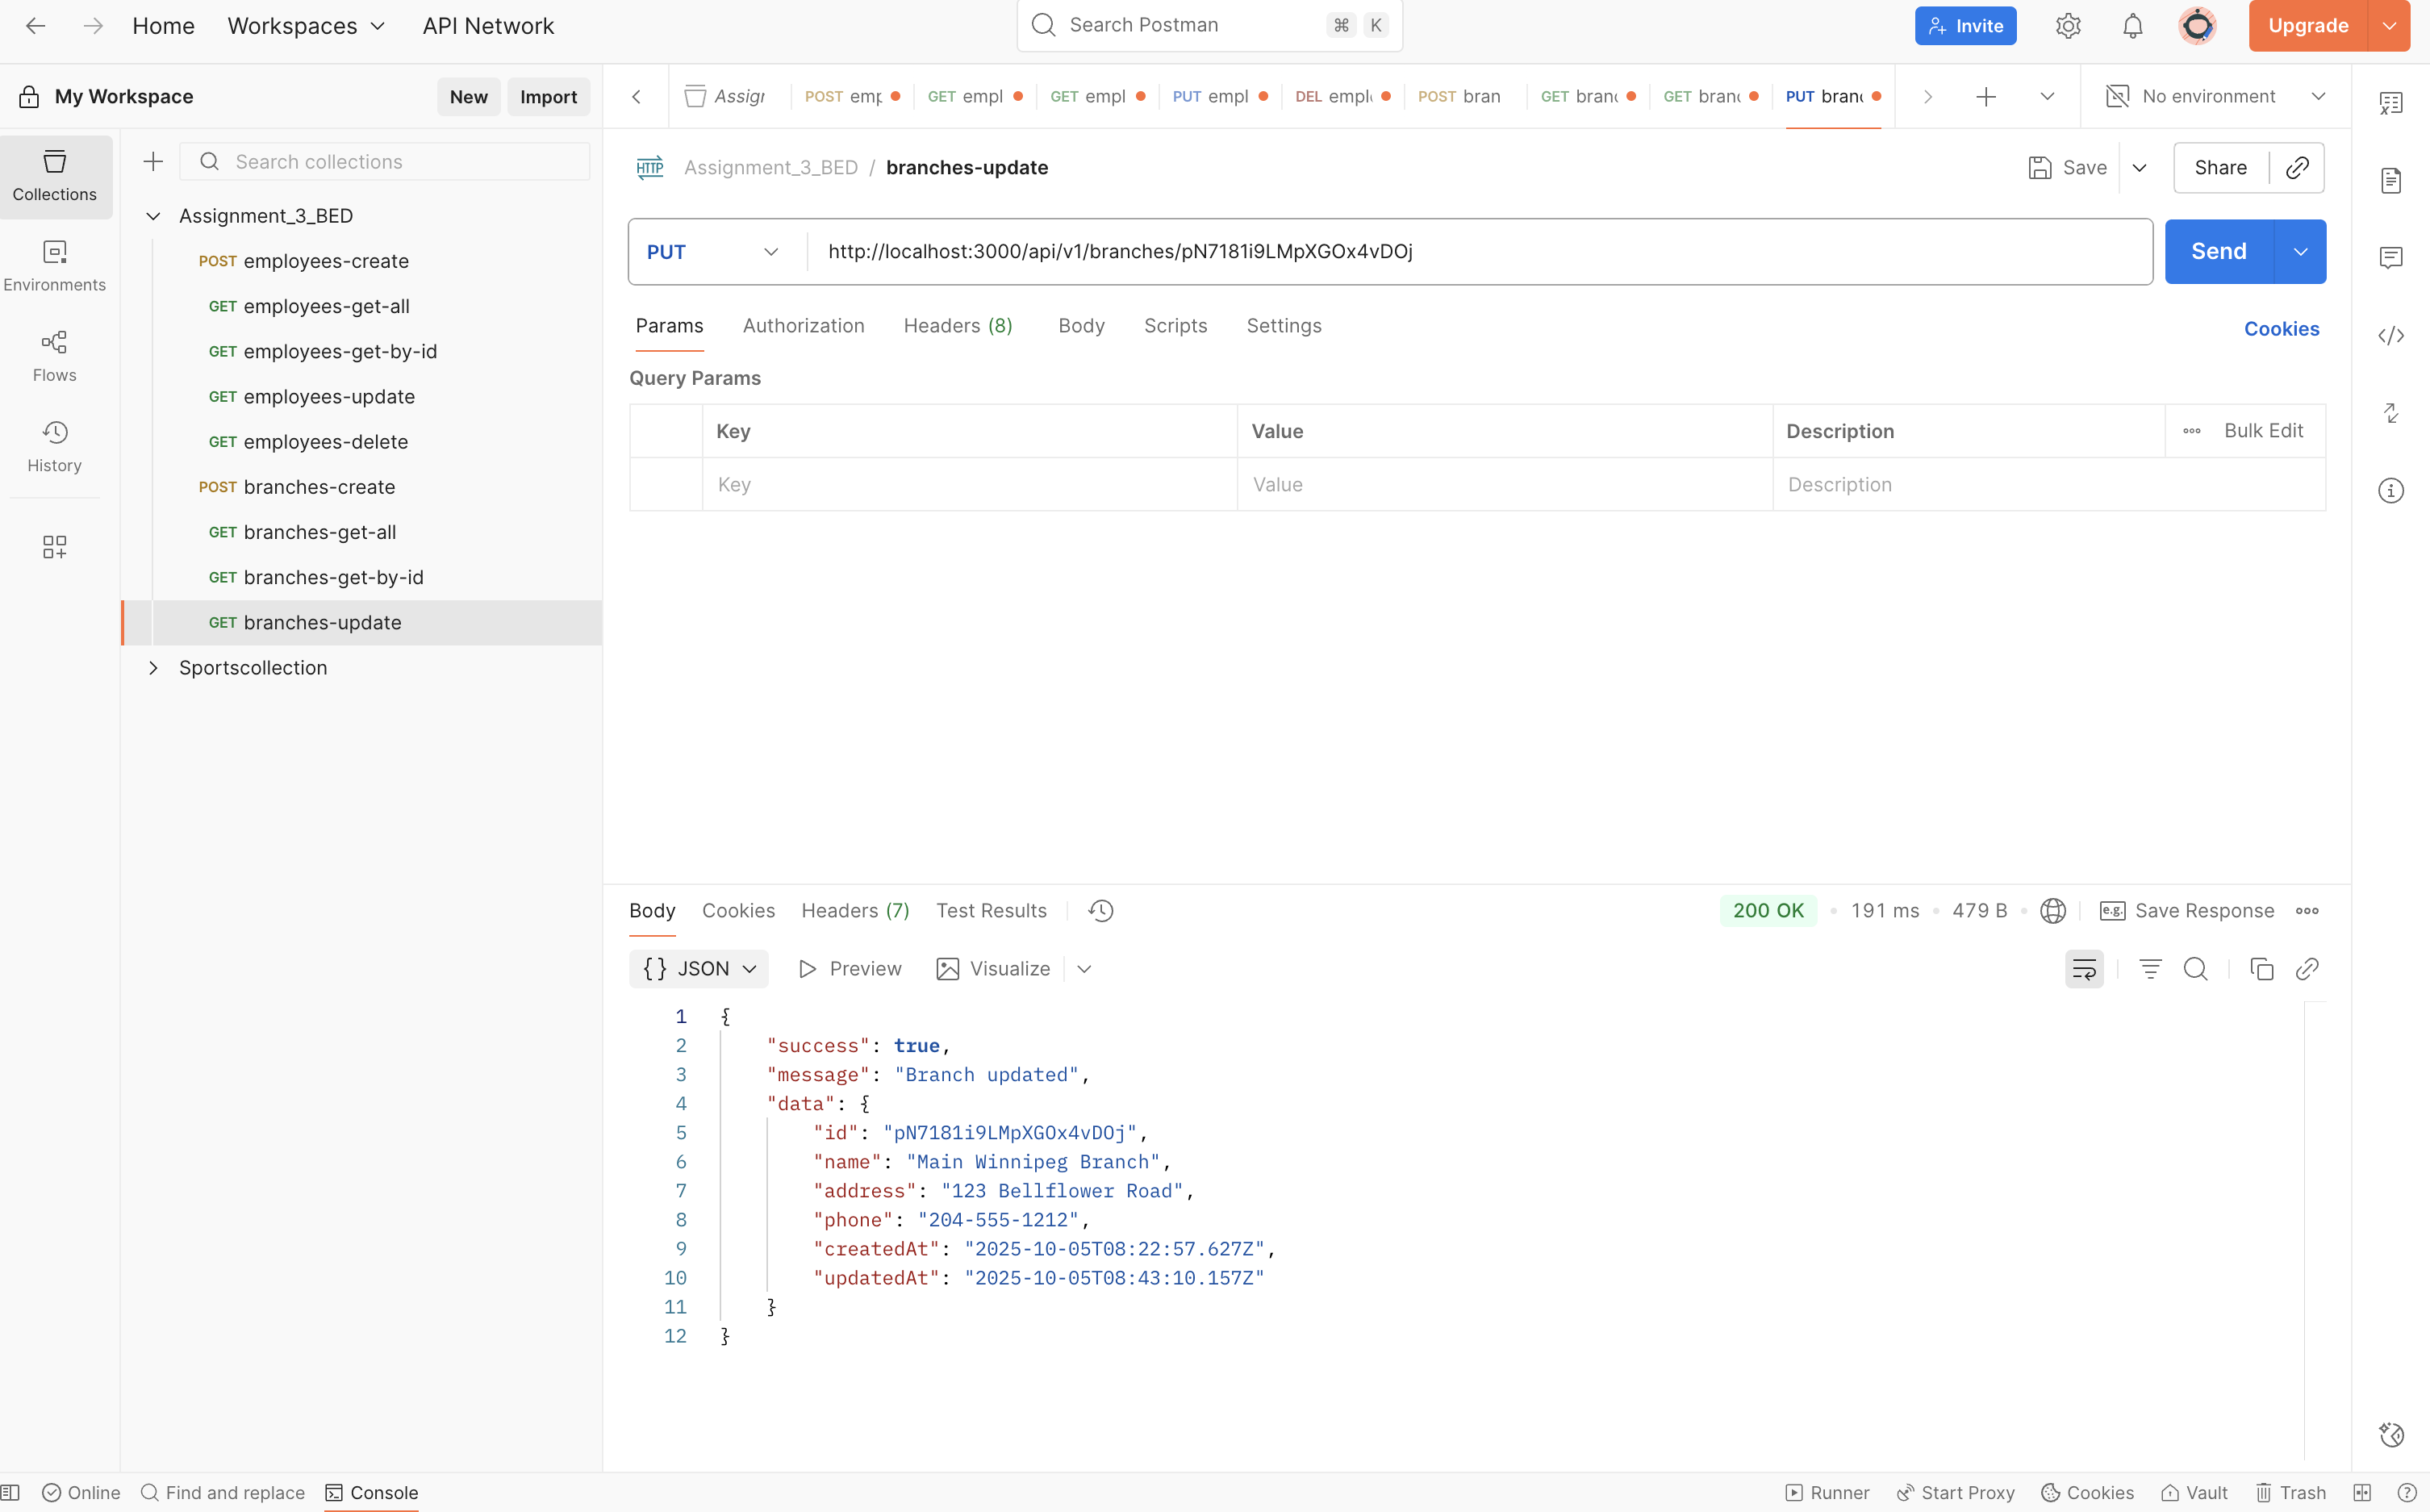 Home Workspaces API Network Search Postman ⌘ K Invite Upgrade
My Workspace New Import Assigr POST emp GET empl GET empl PUT empl DEL empl POST bran GET bran GET bran PUT bran No environment
Collections
Environments
Flows
History
Search collections
Assignment_3_BED
POST employees-create
GET employees-get-all
GET employees-get-by-id
GET employees-update
GET employees-delete
POST branches-create
GET branches-get-all
GET branches-get-by-id
GET branches-update
Sportscollection
HTTP Assignment_3_BED / branches-update Save Share
PUT http://localhost:3000/api/v1/branches/pN7181i9LMpXGOx4vDOj Send
Params Authorization Headers (8) Body Scripts Settings Cookies
Query Params
Key Value Description Bulk Edit
Key Value Description
Body Cookies Headers (7) Test Results 200 OK 191 ms 479 B e.g. Save Response
{} JSON Preview Visualize
1 {
2 "success": true,
3 "message": "Branch updated",
4 "data": {
5 "id": "pN7181i9LMpXGOx4vDOj",
6 "name": "Main Winnipeg Branch",
7 "address": "123 Bellflower Road",
8 "phone": "204-555-1212",
9 "createdAt": "2025-10-05T08:22:57.627Z",
10 "updatedAt": "2025-10-05T08:43:10.157Z"
11 }
12 }
Online Find and replace Console Runner Start Proxy Cookies Vault Trash